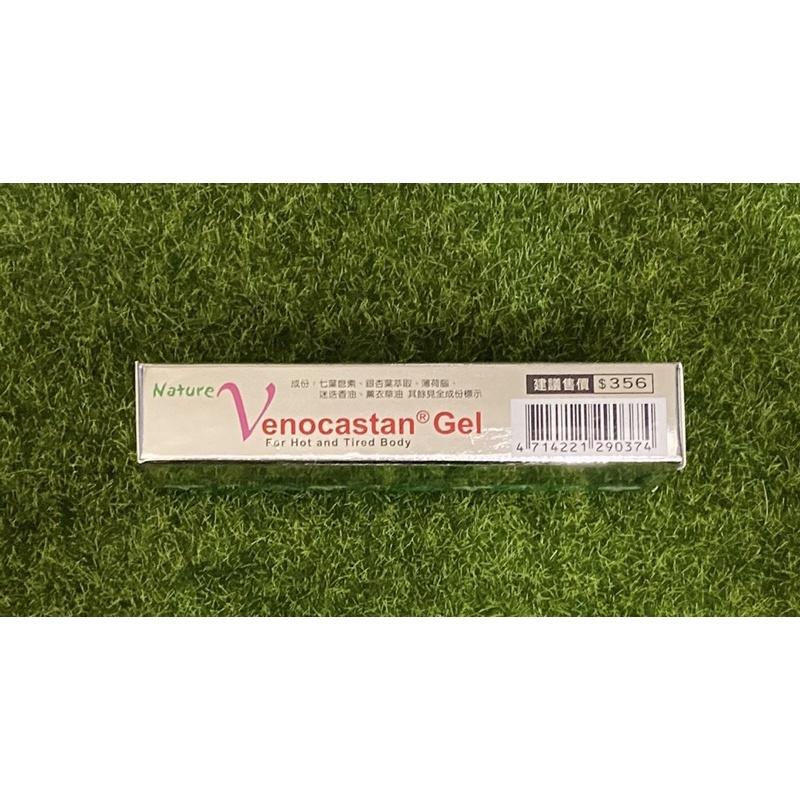 Nature Venocastan® Gel
For Hot and Tired Body
成份：七葉皂素、銀杏葉萃取、薄荷腦、
迷迭香油、薰衣草油 其餘見全成份標示
建議售價 $356
4 714221 290374